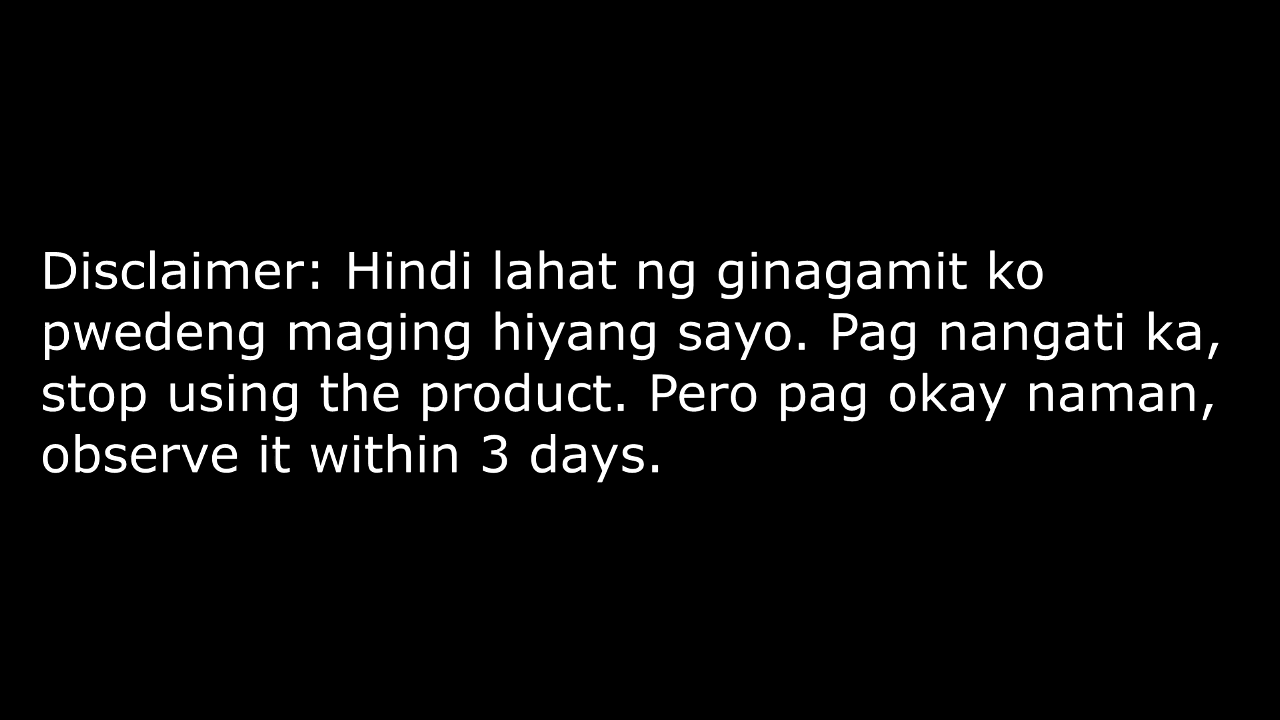 Disclaimer: Hindi lahat ng ginagamit ko
pwedeng maging hiyang sayo. Pag nangati ka,
stop using the product. Pero pag okay naman,
observe it within 3 days.